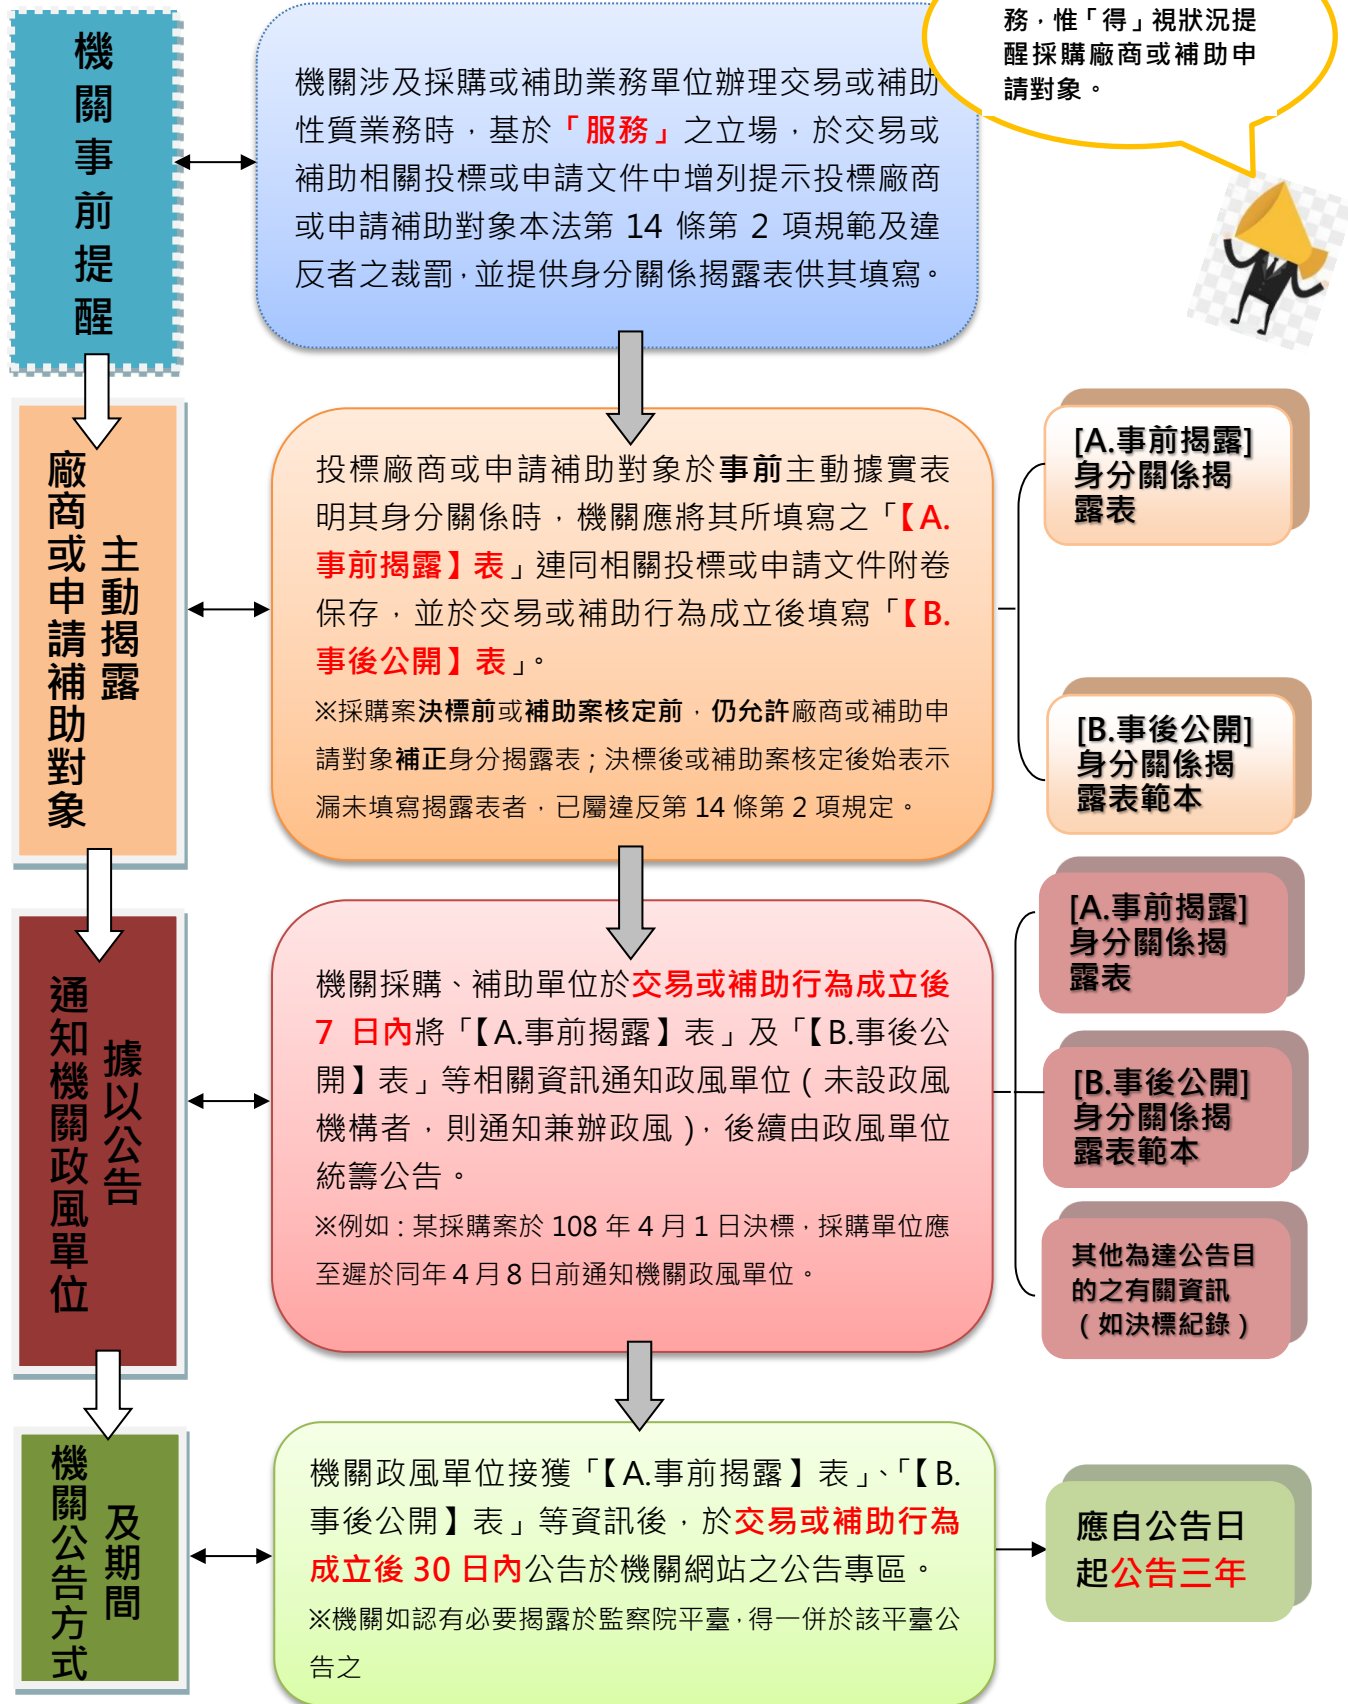 務，惟「得」視狀況提
醒採購廠商或補助申
請對象。
機關事前提醒
機關涉及採購或補助業務單位辦理交易或補助
性質業務時，基於「服務」之立場，於交易或
補助相關投標或申請文件中增列提示投標廠商
或申請補助對象本法第 14 條第 2 項規範及違
反者之裁罰，並提供身分關係揭露表供其填寫。
廠商或申請補助對象
主動揭露
投標廠商或申請補助對象於事前主動據實表
明其身分關係時，機關應將其所填寫之「【A.
事前揭露】表」連同相關投標或申請文件附卷
保存，並於交易或補助行為成立後填寫「【B.
事後公開】表」。
※採購案決標前或補助案核定前，仍允許廠商或補助申
請對象補正身分揭露表；決標後或補助案核定後始表示
漏未填寫揭露表者，已屬違反第 14 條第 2 項規定。
[A.事前揭露]
身分關係揭
露表
[B.事後公開]
身分關係揭
露表範本
通知機關政風單位
據以公告
機關採購、補助單位於交易或補助行為成立後
7 日內將「【A.事前揭露】表」及「【B.事後公
開】表」等相關資訊通知政風單位（未設政風
機構者，則通知兼辦政風），後續由政風單位
統籌公告。
※例如：某採購案於 108 年 4 月 1 日決標，採購單位應
至遲於同年 4 月 8 日前通知機關政風單位。
[A.事前揭露]
身分關係揭
露表
[B.事後公開]
身分關係揭
露表範本
其他為達公告目
的之有關資訊
（如決標紀錄）
機關公告方式
及期間
機關政風單位接獲「【A.事前揭露】表」、「【B.
事後公開】表」等資訊後，於交易或補助行為
成立後 30 日內公告於機關網站之公告專區。
※機關如認有必要揭露於監察院平臺，得一併於該平臺公
告之
應自公告日
起公告三年